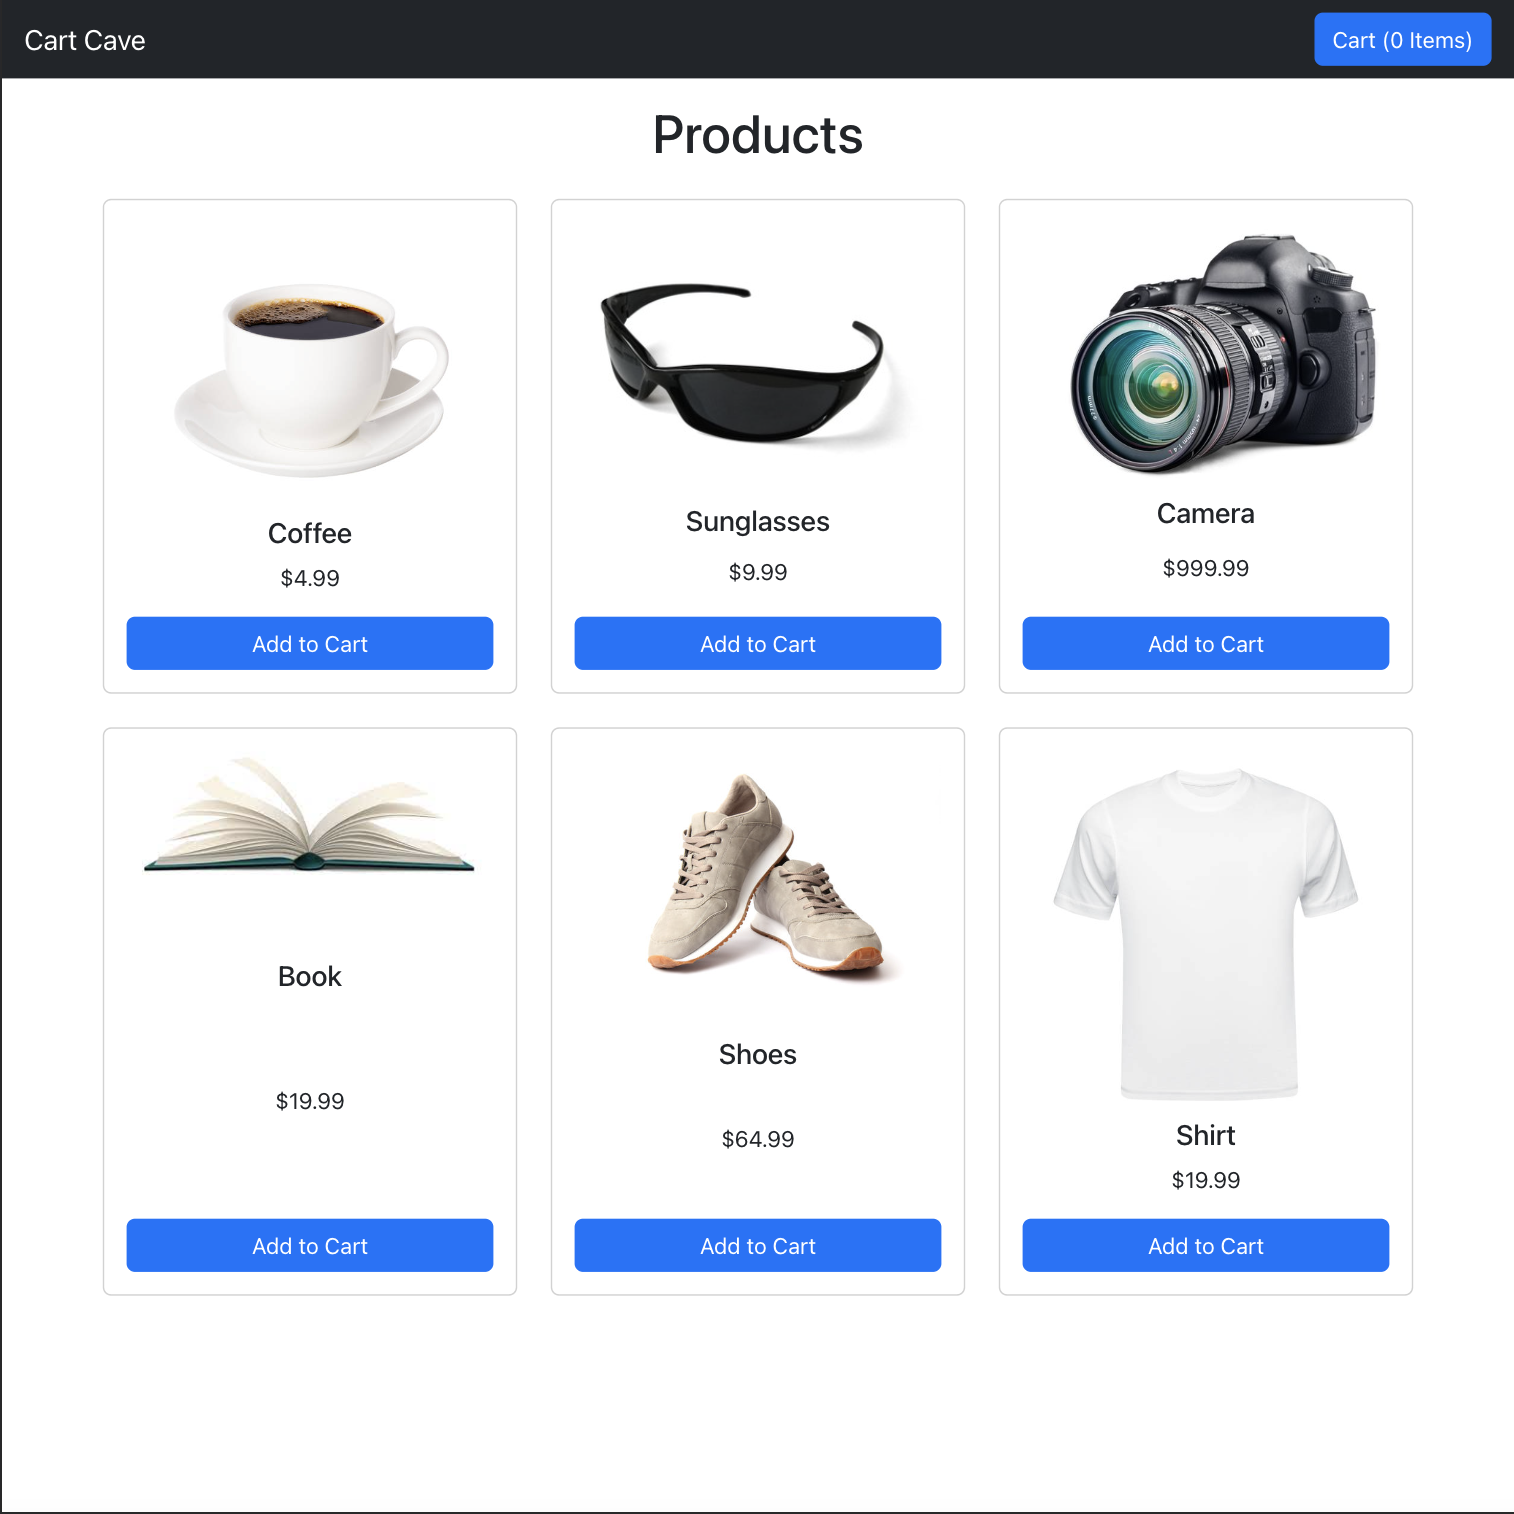 Cart Cave
Cart (0 Items)
Products
Coffee
$4.99
Add to Cart
Sunglasses
$9.99
Add to Cart
Camera
$999.99
Add to Cart
Book
$19.99
Add to Cart
Shoes
$64.99
Add to Cart
Shirt
$19.99
Add to Cart